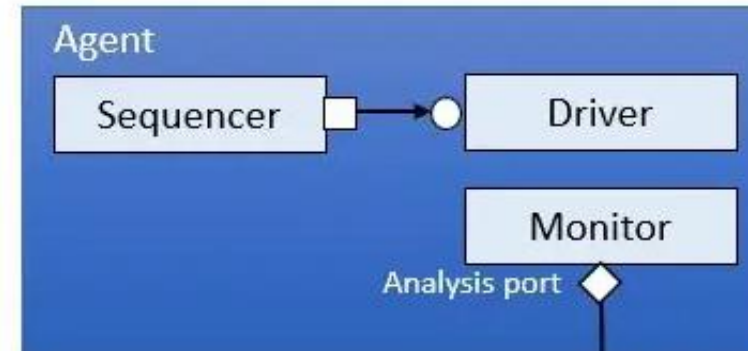 Agent
Sequencer
Driver
Monitor
Analysis port